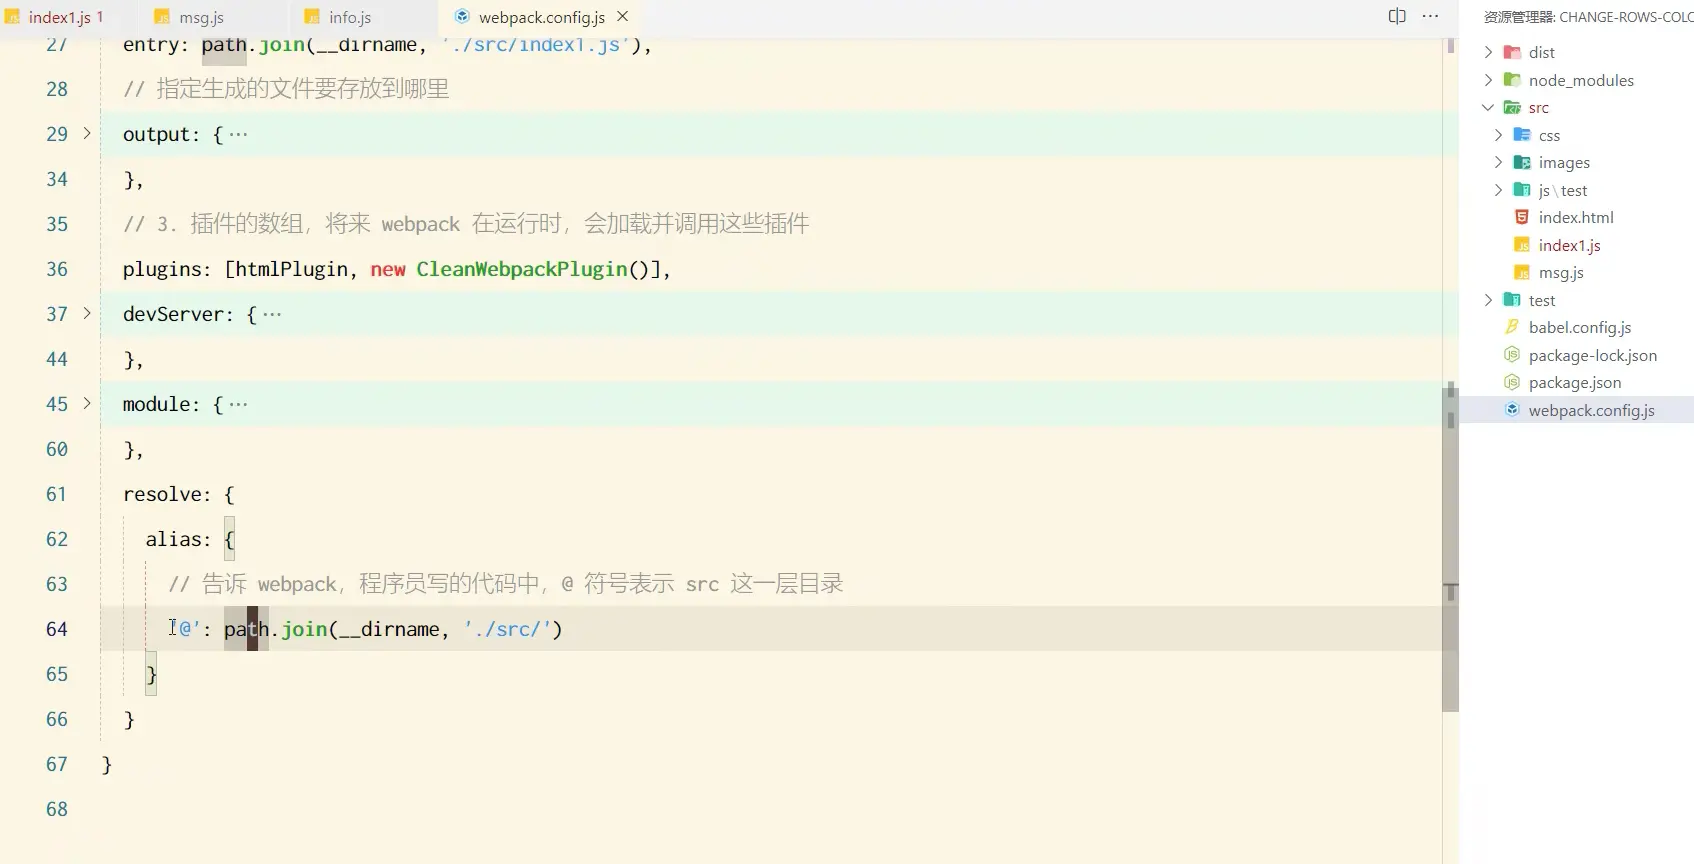 index1.js 1
msg.js
info.js
webpack.config.js
27 entry: path.join(__dirname, './src/index1.js'),
28 // 指定生成的文件要存放到哪里
29 output: { ···
34 },
35 // 3. 插件的数组，将来 webpack 在运行时，会加载并调用这些插件
36 plugins: [htmlPlugin, new CleanWebpackPlugin()],
37 devServer: { ···
44 },
45 module: { ···
60 },
61 resolve: {
62 alias: {
63 // 告诉 webpack，程序员写的代码中，@ 符号表示 src 这一层目录
64 '@': path.join(__dirname, './src/')
65 }
66 }
67 }
68
资源管理器: CHANGE-ROWS-COLO
dist
node_modules
src
css
images
js\test
index.html
index1.js
msg.js
test
babel.config.js
package-lock.json
package.json
webpack.config.js